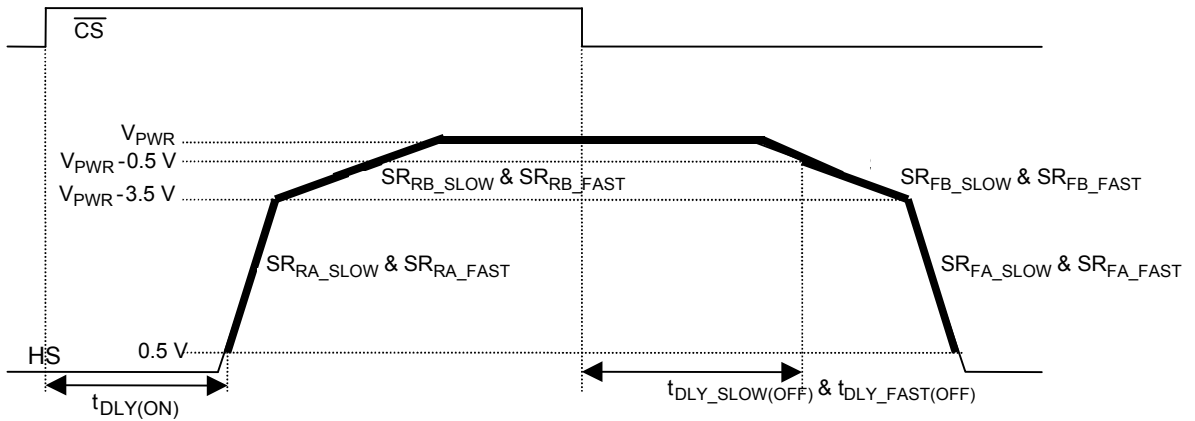 CS
VPWR
VPWR-0.5 V
SRRB_SLOW & SRRB_FAST
SRFB_SLOW & SRFB_FAST
VPWR-3.5 V
SRRA_SLOW & SRRA_FAST
SRFA_SLOW & SRFA_FAST
HS
0.5 V
tDLY(ON)
tDLY_SLOW(OFF) & tDLY_FAST(OFF)